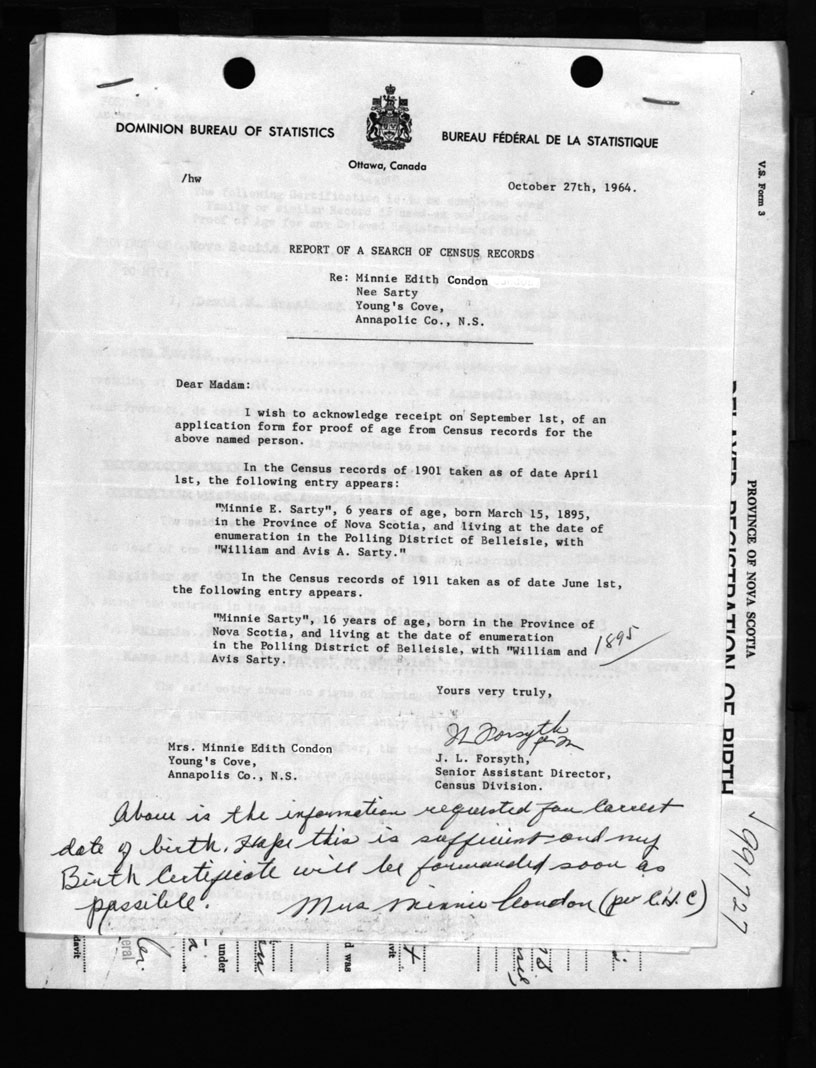 DOMINION BUREAU OF STATISTICS
BUREAU FÉDÉRAL DE LA STATISTIQUE
Ottawa, Canada
/hw
October 27th, 1964.
REPORT OF A SEARCH OF CENSUS RECORDS
Re: Minnie Edith Condon
Nee Sarty
Young's Cove,
Annapolic Co., N.S.
Dear Madam:
I wish to acknowledge receipt on September 1st, of an
application form for proof of age from Census records for the
above named person.
In the Census records of 1901 taken as of date April
1st, the following entry appears:
"Minnie E. Sarty", 6 years of age, born March 15, 1895,
in the Province of Nova Scotia, and living at the date of
enumeration in the Polling District of Belleisle, with
"William and Avis A. Sarty."
In the Census records of 1911 taken as of date June 1st,
the following entry appears.
"Minnie Sarty", 16 years of age, born in the Province of
Nova Scotia, and living at the date of enumeration
in the Polling District of Belleisle, with "William and
Avis Sarty.
1895
Yours very truly,
JL Forsyth
J. L. Forsyth,
Senior Assistant Director,
Census Division.
Mrs. Minnie Edith Condon
Young's Cove,
Annapolis Co., N.S.
Above is the information requested for Correct
date of birth. Hope this is sufficient and my
Birth Certificate will be forwarded soon as
possible.
Mrs Minnie Condon (per C.H.C)
V.S. Form 3
PROVINCE OF NOVA SCOTIA
DELAYED REGISTRATION OF BIRTH
1991727
under
d was